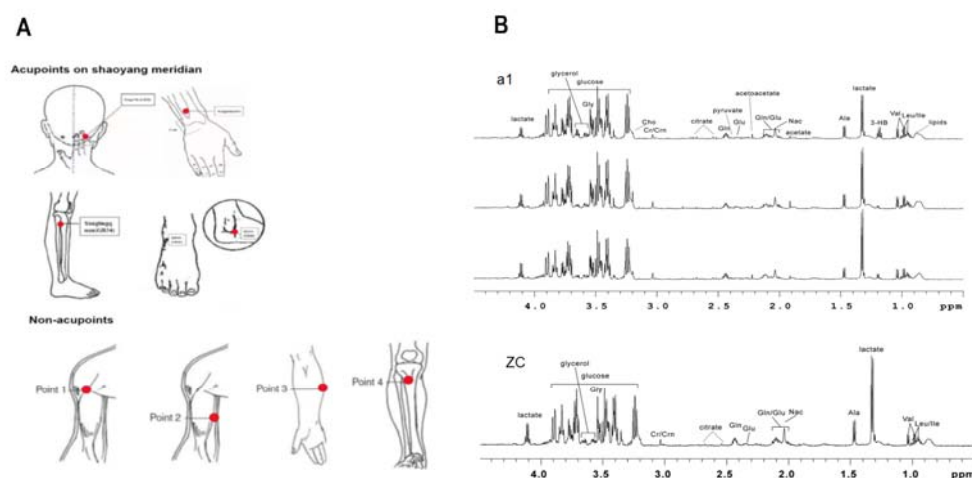 A
Acupoints on shaoyang meridian
Non-acupoints
Point 1
Point 2
Point 3
Point 4
B
a1
glycerol
glucose
lactate
Gly
Cho
Cr/Crn
citrate
pyruvate
Gln
acetoacetate
Glu
Gln/Glu
Nac
acetate
Ala
lactate
3-HB
Val
Leu/Ile
lipids
4.0 3.5 3.0 2.5 2.0 1.5 1.0 ppm
ZC
glycerol
glucose
Gly
lactate
Cr/Crn
citrate
Gln
Glu
Gln/Glu
Nac
Ala
lactate
Val
Leu/Ile
4.0 3.5 3.0 2.5 2.0 1.5 1.0 ppm